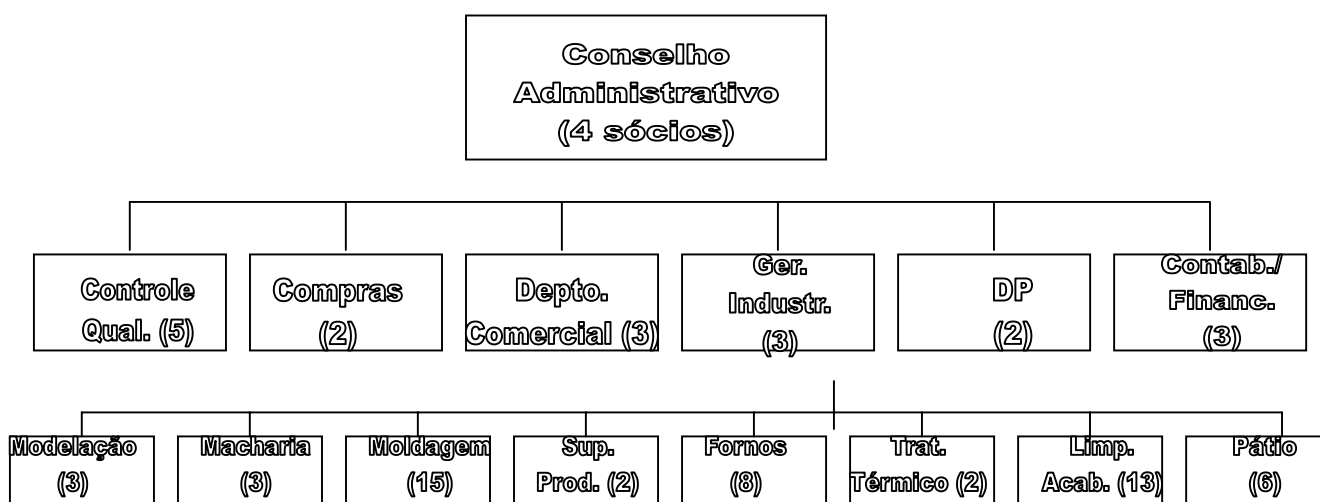 Conselho
Administrativo
(4 sócios)
Controle
Qual. (5)
Compras
(2)
Depto.
Comercial (3)
Ger.
Industr.
(3)
DP
(2)
Contab./
Financ.
(3)
Modelação
(3)
Macharia
(3)
Moldagem
(15)
Sup.
Prod. (2)
Fornos
(8)
Trat.
Térmico (2)
Limp.
Acab. (13)
Pátio
(6)